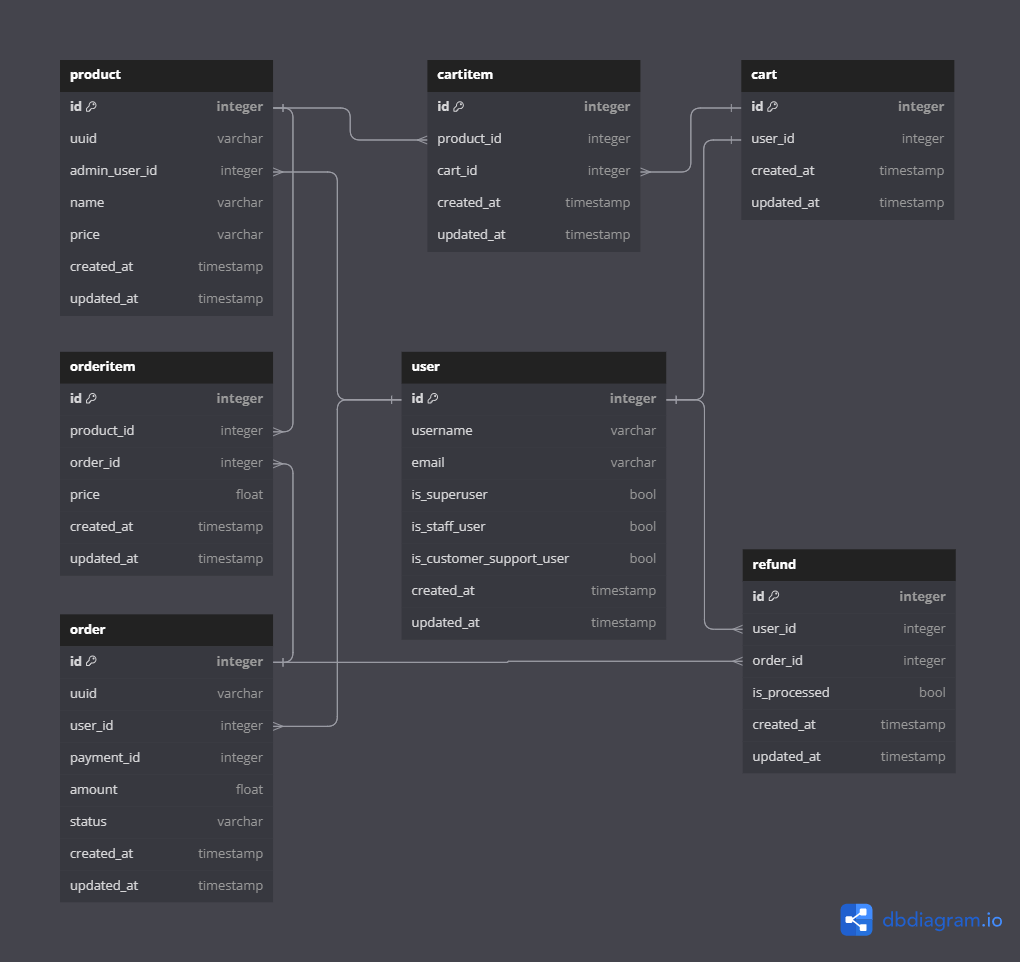 product
id integer
uuid varchar
admin_user_id integer
name varchar
price varchar
created_at timestamp
updated_at timestamp
cartitem
id integer
product_id integer
cart_id integer
created_at timestamp
updated_at timestamp
cart
id integer
user_id integer
created_at timestamp
updated_at timestamp
orderitem
id integer
product_id integer
order_id integer
price float
created_at timestamp
updated_at timestamp
user
id integer
username varchar
email varchar
is_superuser bool
is_staff_user bool
is_customer_support_user bool
created_at timestamp
updated_at timestamp
order
id integer
uuid varchar
user_id integer
payment_id integer
amount float
status varchar
created_at timestamp
updated_at timestamp
refund
id integer
user_id integer
order_id integer
is_processed bool
created_at timestamp
updated_at timestamp
dbdiagram.io